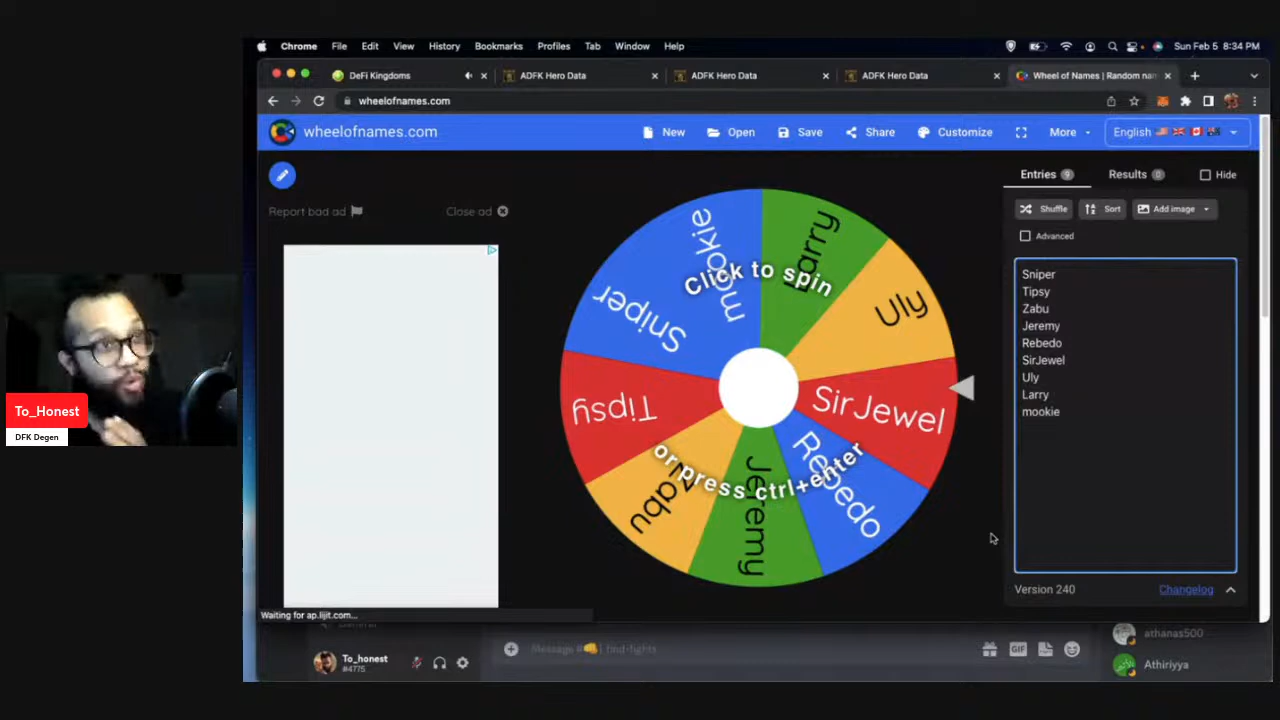 Chrome File Edit View History Bookmarks Profiles Tab Window Help
Sun Feb 5 8:34 PM
DeFi Kingdoms
ADFK Hero Data
ADFK Hero Data
ADFK Hero Data
Wheel of Names | Random nam
wheelofnames.com
wheelofnames.com
New
Open
Save
Share
Customize
More
English
Report bad ad
Close ad
Entries 9
Results 0
Hide
Shuffle
Sort
Add image
Advanced
Sniper
Tipsy
Zabu
Jeremy
Rebedo
SirJewel
Uly
Larry
mookie
mookie
Larry
Uly
SirJewel
Rebedo
Jeremy
Zabu
Tipsy
Sniper
Click to spin
or press ctrl+enter
To_Honest
DFK Degen
Version 240
Changelog
Waiting for ap.lijit.com...
To_honest
#4775
Message #
find-fights
GIF
athanas500
Athiriyya